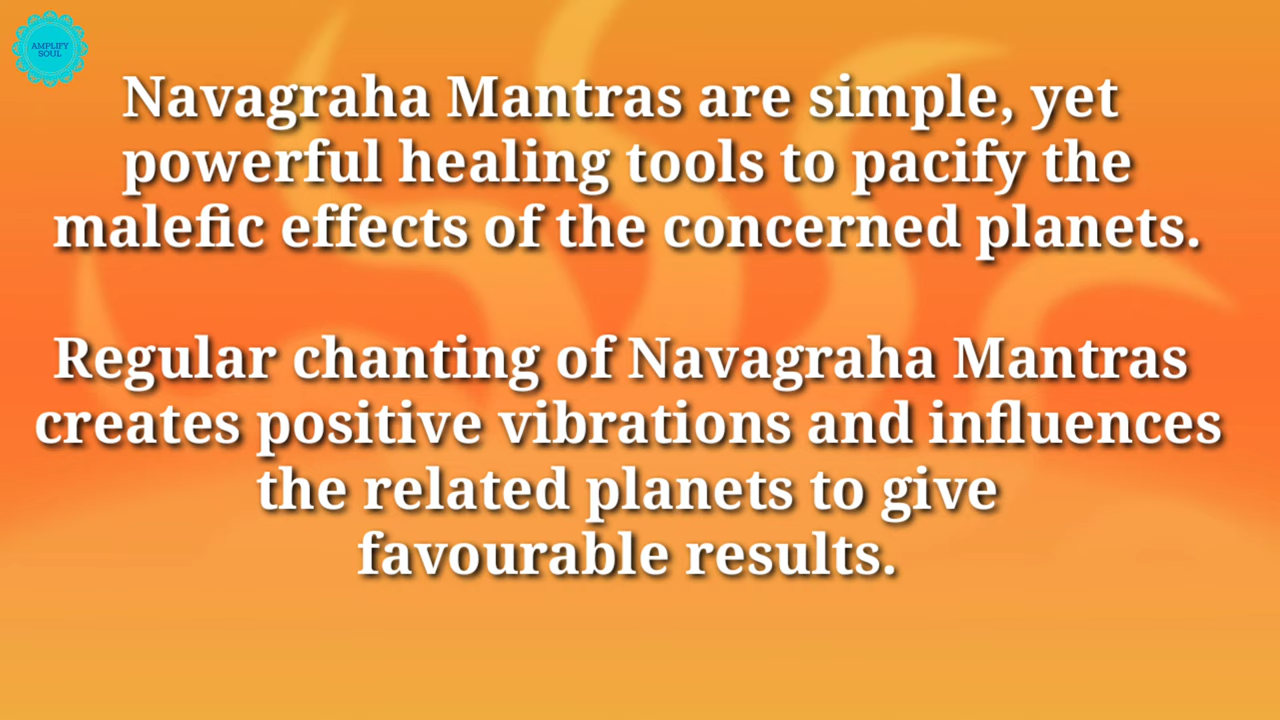 AMPLIFY
SOUL
Navagraha Mantras are simple, yet
powerful healing tools to pacify the
malefic effects of the concerned planets.
Regular chanting of Navagraha Mantras
creates positive vibrations and influences
the related planets to give
favourable results.